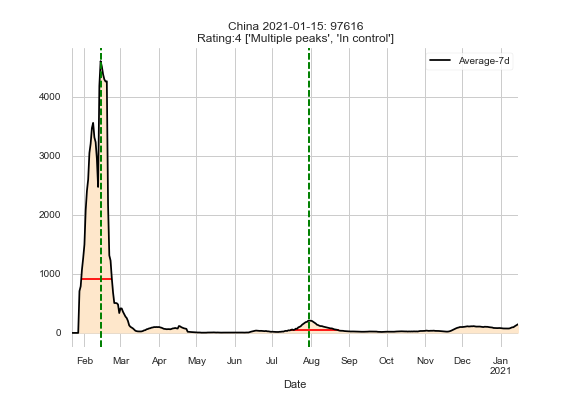 China 2021-01-15: 97616
Rating:4 ['Multiple peaks', 'In control']
Average-7d
4000
3000
2000
1000
0
Feb Mar Apr May Jun Jul Aug Sep Oct Nov Dec Jan
2021
Date